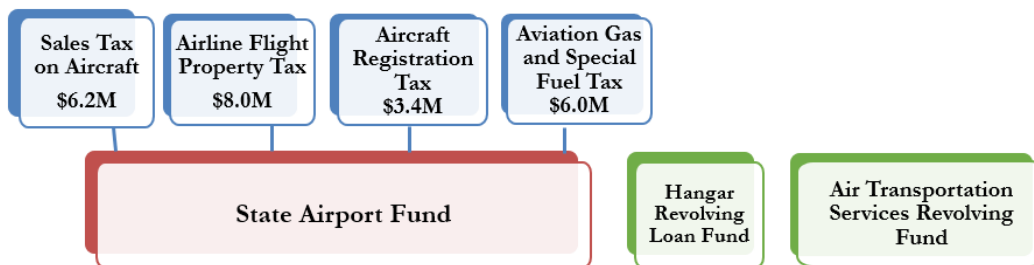 Sales Tax
on Aircraft
$6.2M
Airline Flight
Property Tax
$8.0M
Aircraft
Registration
Tax
$3.4M
Aviation Gas
and Special
Fuel Tax
$6.0M
State Airport Fund
Hangar
Revolving
Loan Fund
Air Transportation
Services Revolving
Fund